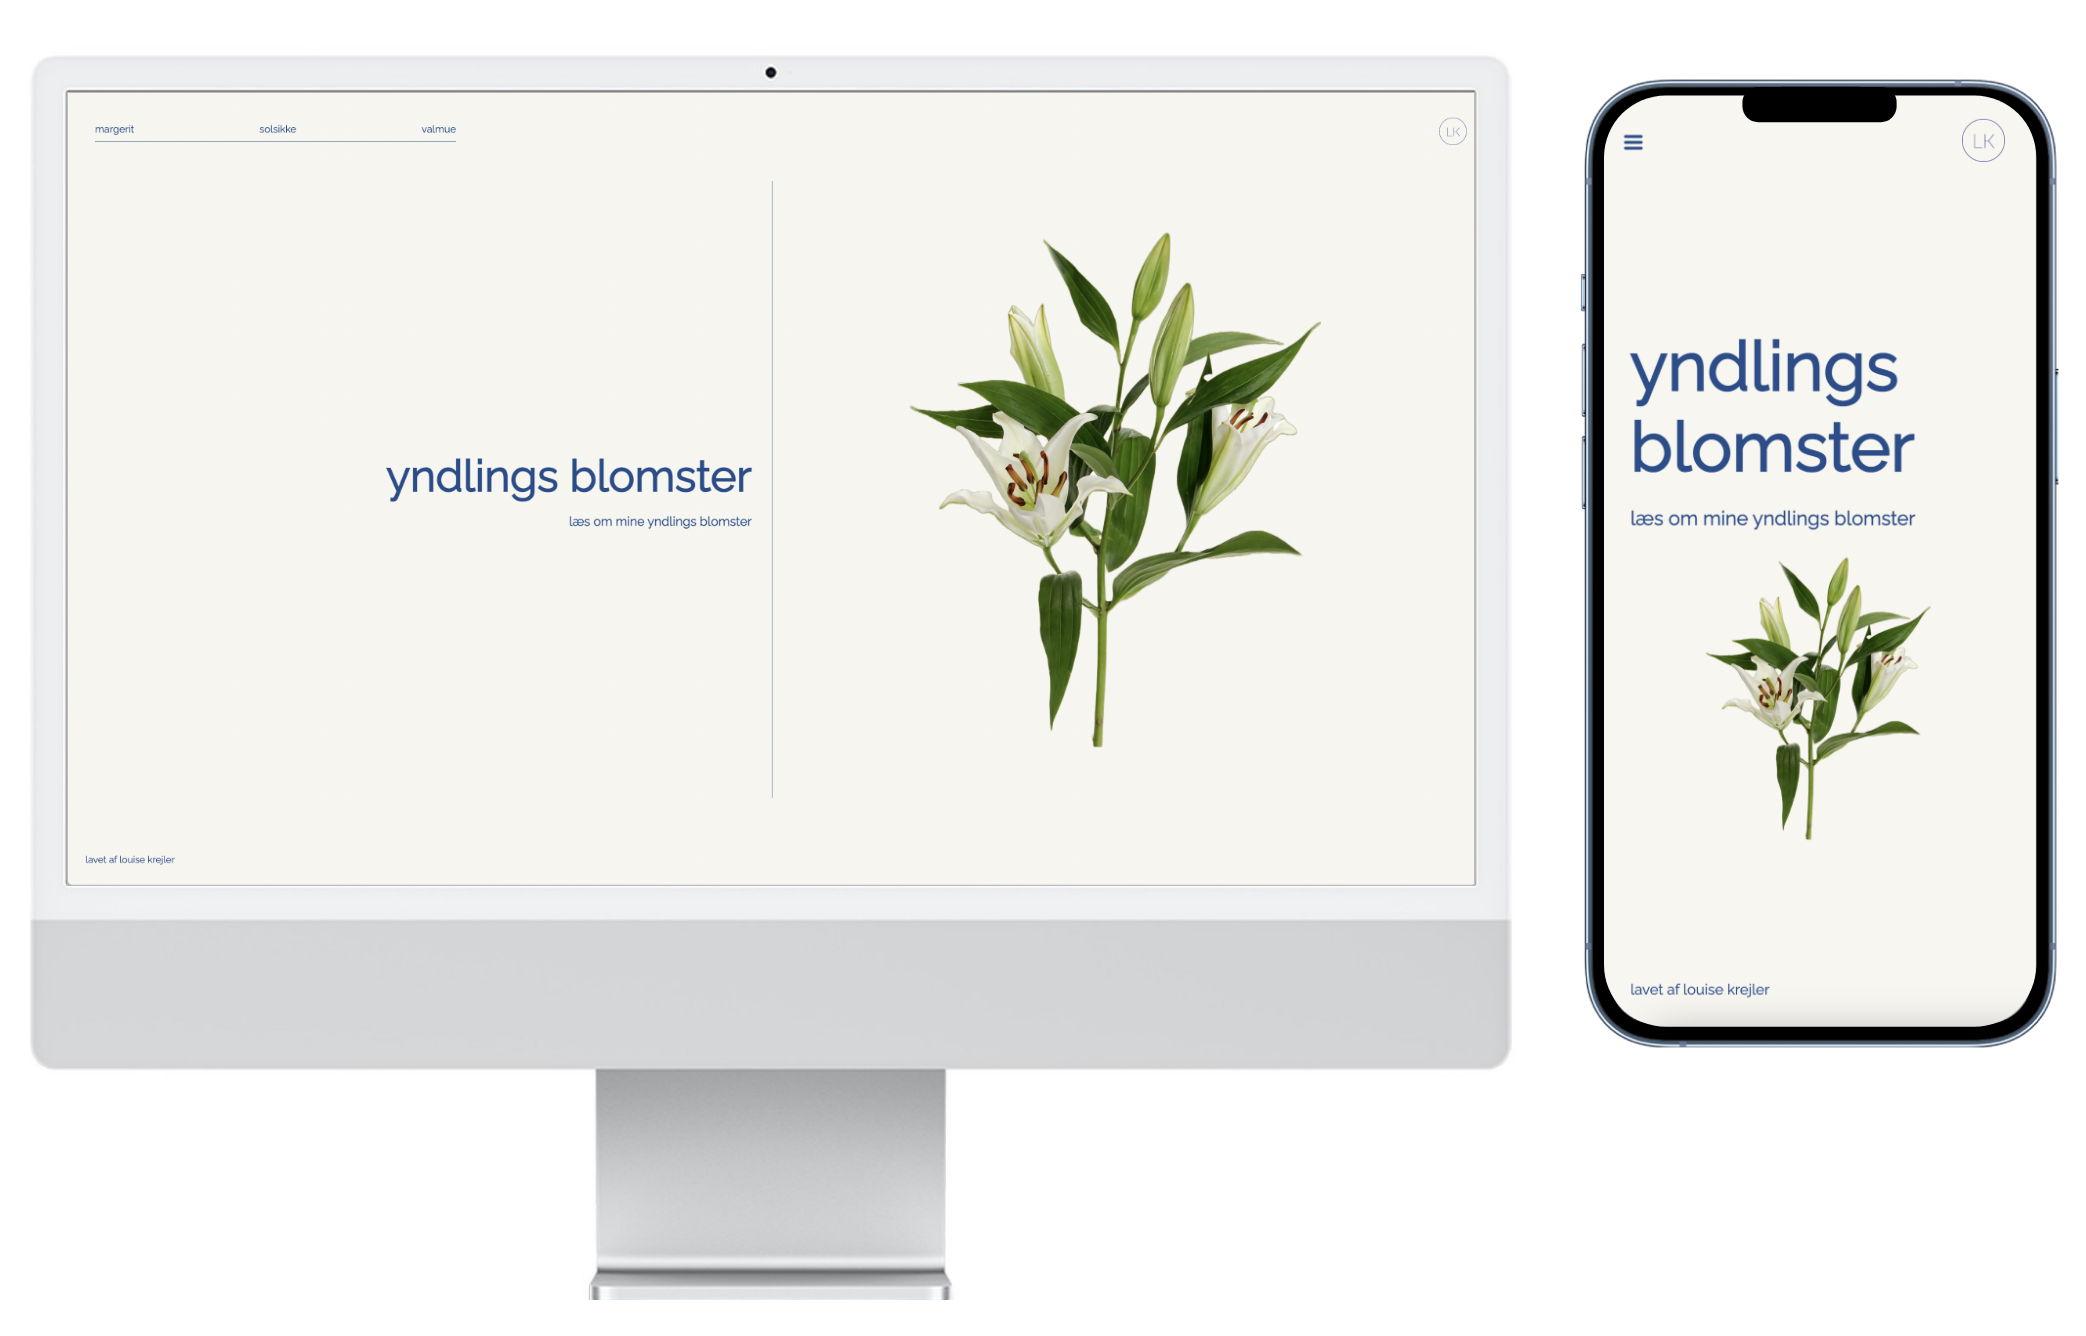 margerit solsikke valmue
LK
yndlings blomster
læs om mine yndlings blomster
lavet af louise krejler
LK
yndlings
blomster
læs om mine yndlings blomster
lavet af louise krejler